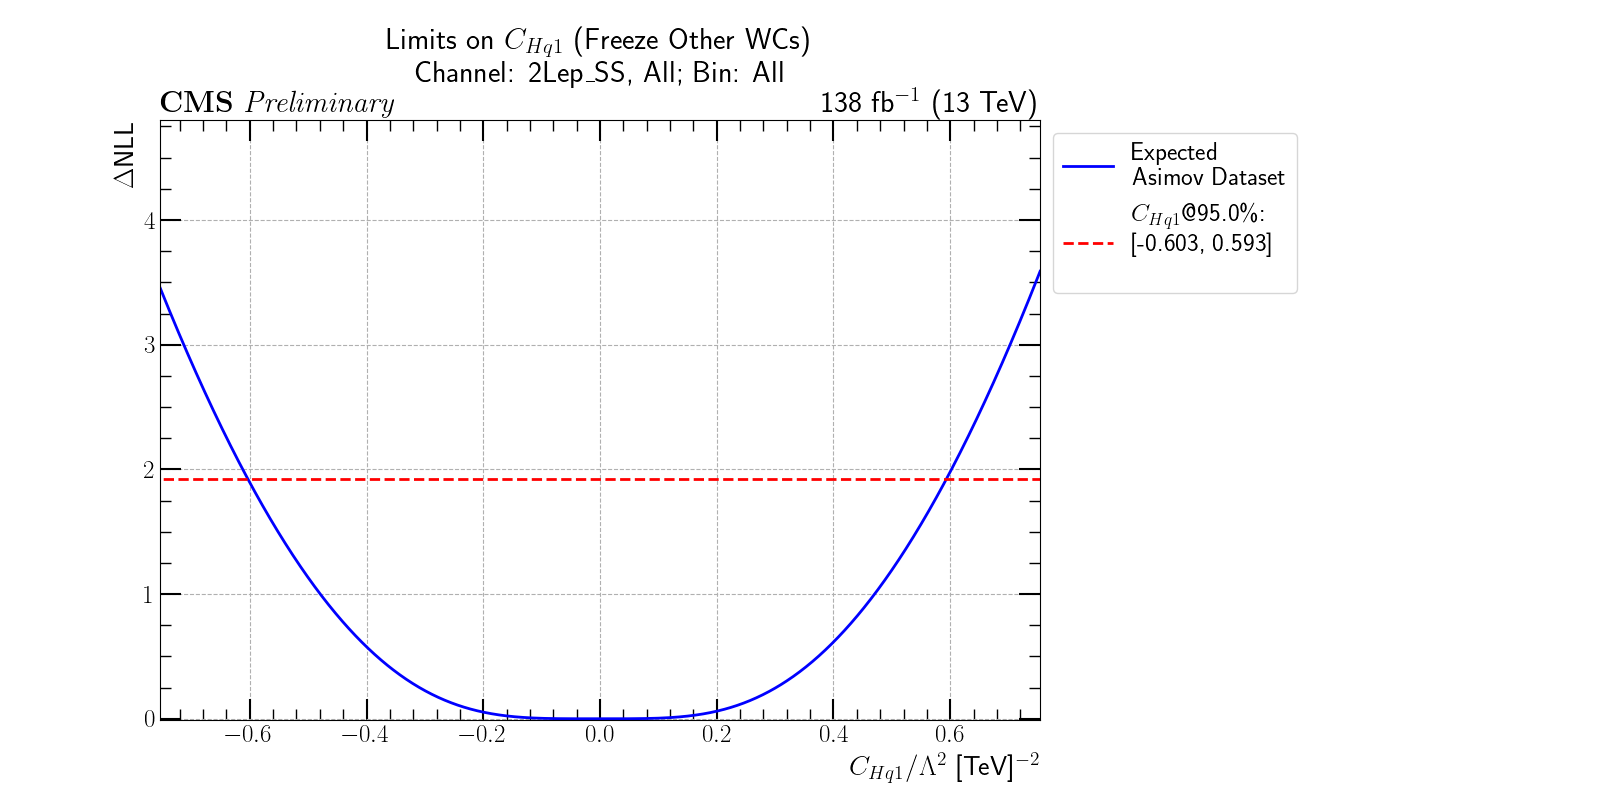 Limits on C_{Hq1} (Freeze Other WCs)
Channel: 2Lep_SS, All; Bin: All
CMS Preliminary
138 fb^{−1} (13 TeV)
ΔNLL
4
3
2
1
0
−0.6 −0.4 −0.2 0.0 0.2 0.4 0.6
C_{Hq1}/Λ^2 [TeV]^{−2}
Expected
Asimov Dataset
C_{Hq1}@95.0%:
[-0.603, 0.593]